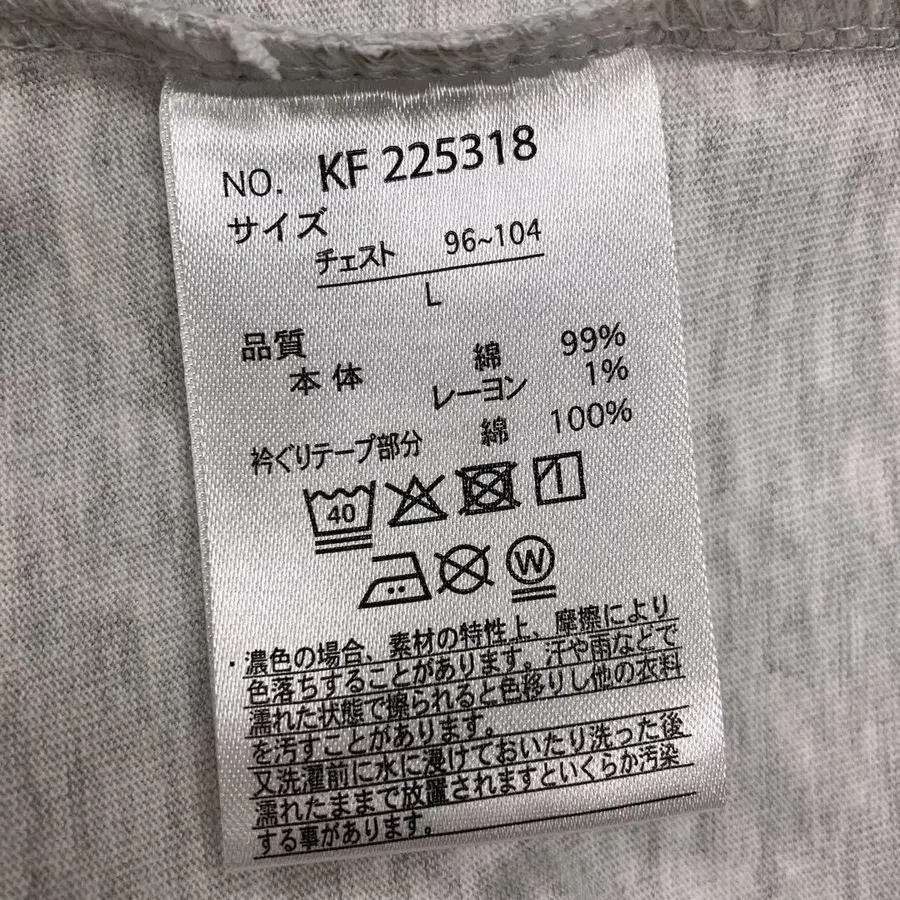 NO. KF 225318
サイズ
チェスト 96~104
L
品質
本体 綿 99%
レーヨン 1%
衿ぐりテープ部分 綿 100%
40
W
・濃色の場合、素材の特性上、摩擦により
色落ちすることがあります。汗や雨などで
濡れた状態で擦られると色移りし他の衣料
を汚すことがあります。
又洗濯前に水に浸けておいたり洗った後
濡れたままで放置されますといくらか汚染
する事があります。